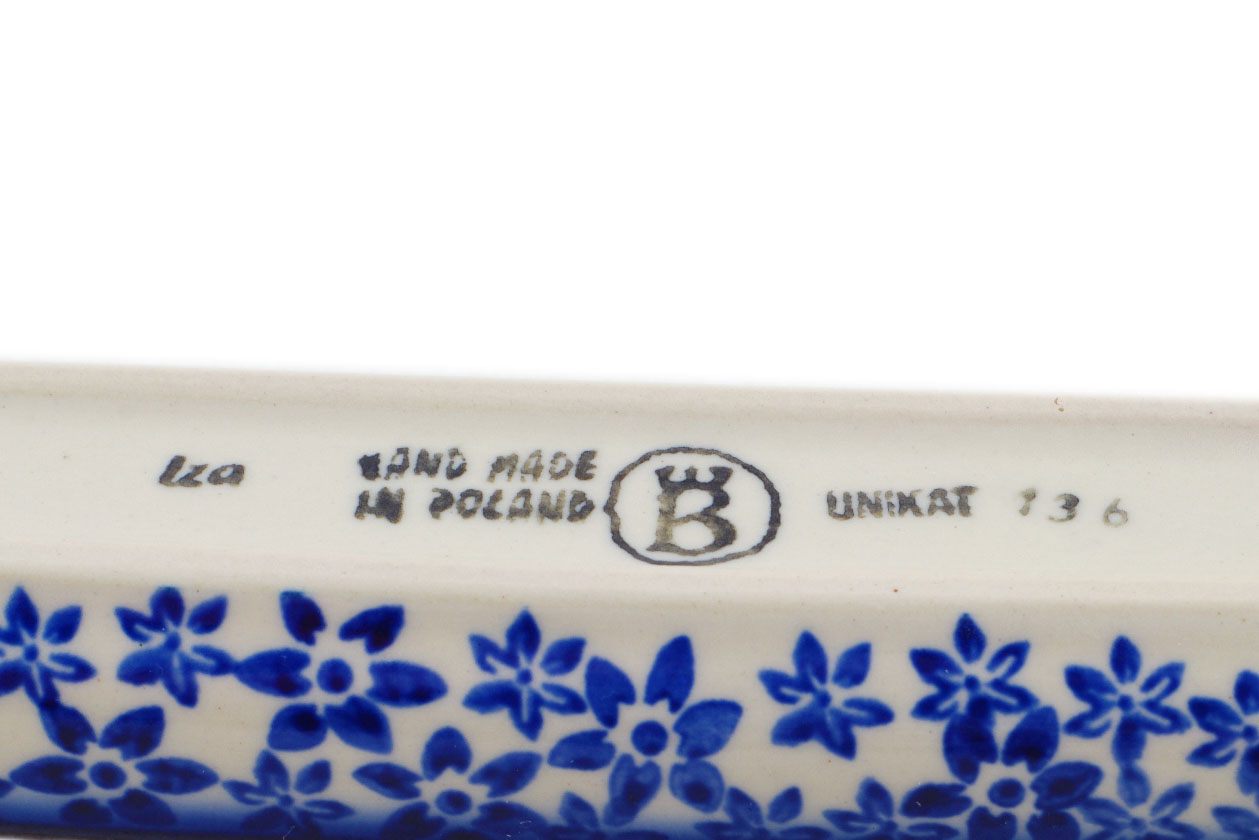 Iza
HAND MADE
IN POLAND
B
UNIKAT 136